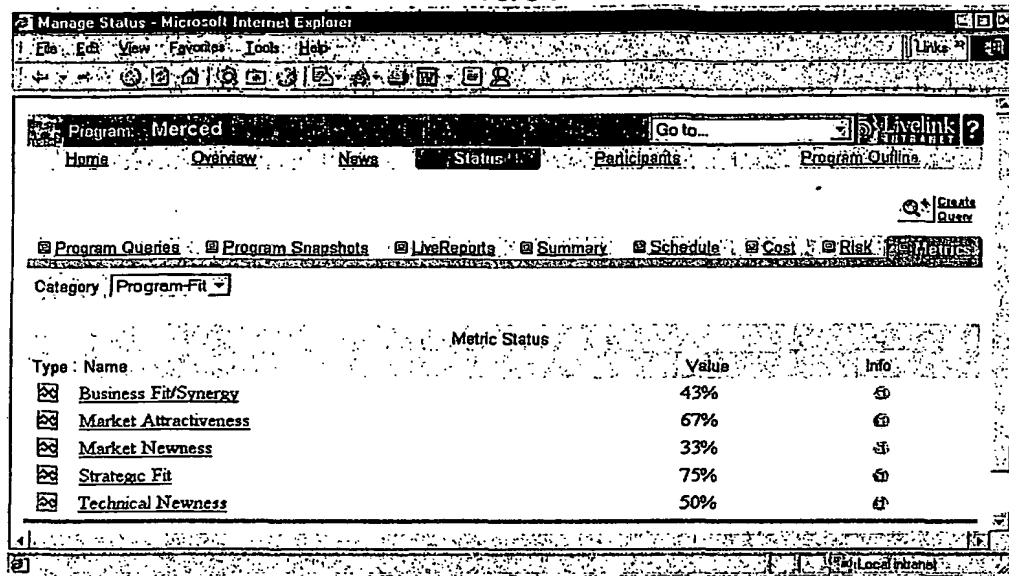 Manage Status - Microsoft Internet Explorer
File Edit View Favorites Tools Help Links »
Program: Merced Go to... Livelink ?
INTRANET
Home Overview News Status Participants Program Outline
Create
Query
Program Queries Program Snapshots LiveReports Summary Schedule Cost Risk Metrics
Category Program-Fit
Metric Status
Type Name Value Info
Business Fit/Synergy 43%
Market Attractiveness 67%
Market Newness 33%
Strategic Fit 75%
Technical Newness 50%
Local intranet